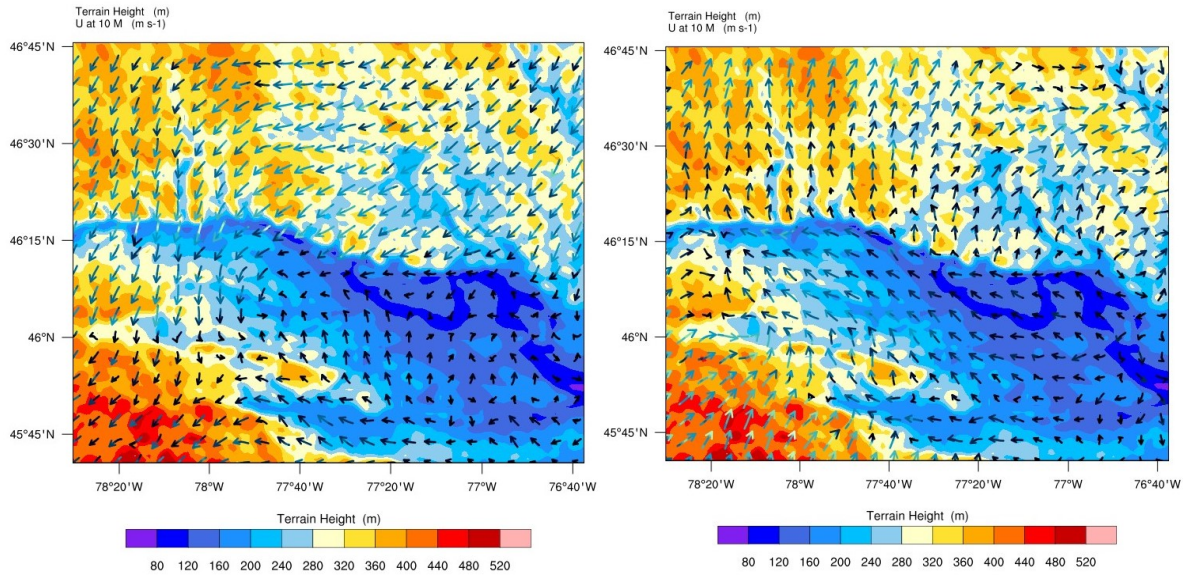 Terrain Height (m)
U at 10 M (m s-1)
46°45'N
46°30'N
46°15'N
46°N
45°45'N
78°20'W 78°W 77°40'W 77°20'W 77°W 76°40'W
Terrain Height (m)
80 120 160 200 240 280 320 360 400 440 480 520
Terrain Height (m)
U at 10 M (m s-1)
46°45'N
46°30'N
46°15'N
46°N
45°45'N
78°20'W 78°W 77°40'W 77°20'W 77°W 76°40'W
Terrain Height (m)
80 120 160 200 240 280 320 360 400 440 480 520